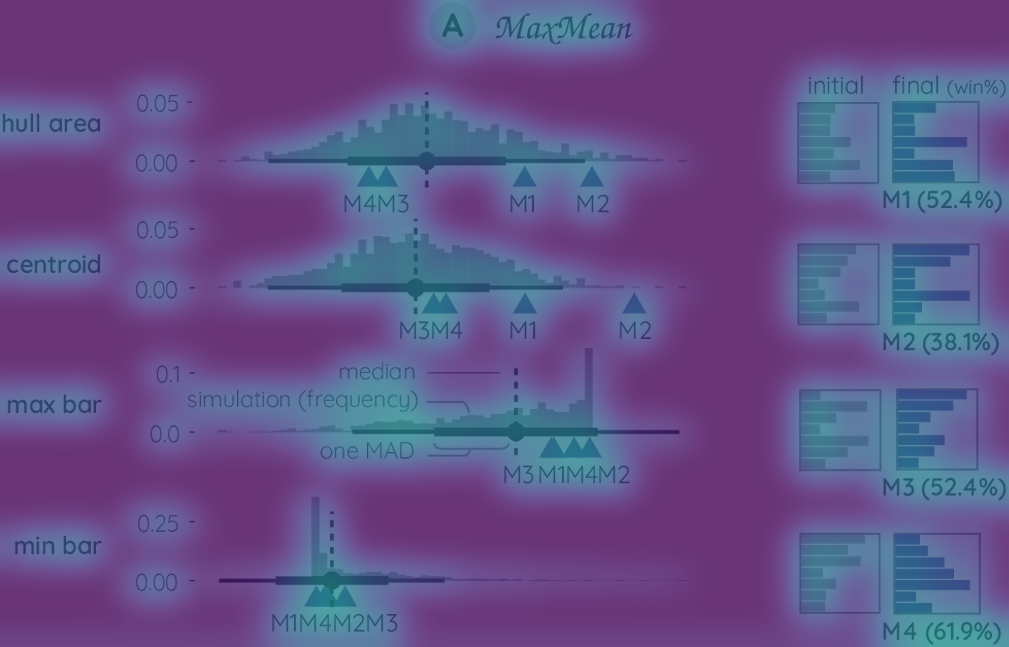 A MaxMean
initial final (win%)
hull area
0.05
0.00
M4M3 M1 M2
M1 (52.4%)
centroid
0.05
0.00
M3M4 M1 M2
M2 (38.1%)
max bar
0.1
median
simulation (frequency)
0.0
one MAD
M3M1M4M2
M3 (52.4%)
min bar
0.25
0.00
M1M4M2M3
M4 (61.9%)